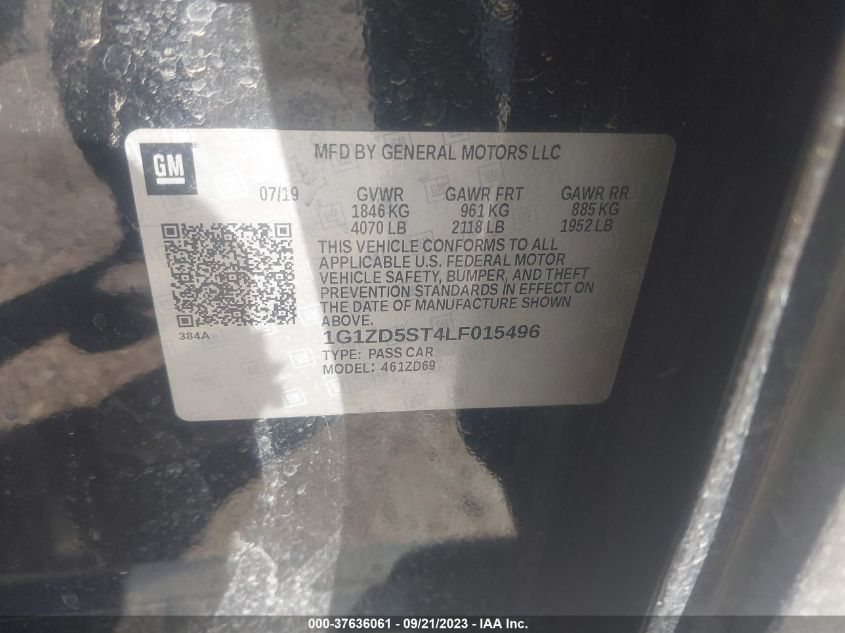 GM
MFD BY GENERAL MOTORS LLC
07/19 GVWR GAWR FRT GAWR RR
1846 KG 961 KG 885 KG
4070 LB 2118 LB 1952 LB
THIS VEHICLE CONFORMS TO ALL
APPLICABLE U.S. FEDERAL MOTOR
VEHICLE SAFETY, BUMPER, AND THEFT
PREVENTION STANDARDS IN EFFECT ON
THE DATE OF MANUFACTURE SHOWN
ABOVE.
384A
1G1ZD5ST4LF015496
TYPE: PASS CAR
MODEL: 461ZD69
000-37636061 - 09/21/2023 - IAA Inc.